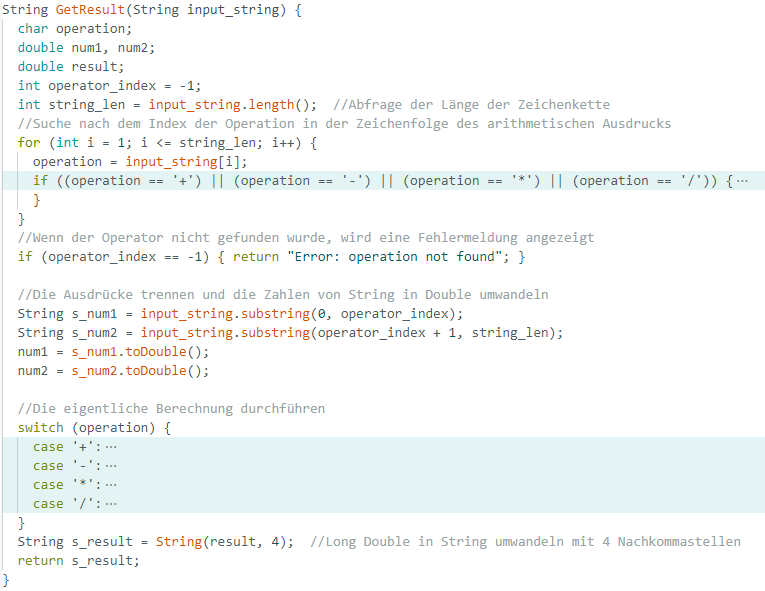 String GetResult(String input_string) {
char operation;
double num1, num2;
double result;
int operator_index = -1;
int string_len = input_string.length();  //Abfrage der Länge der Zeichenkette
//Suche nach dem Index der Operation in der Zeichenfolge des arithmetischen Ausdrucks
for (int i = 1; i <= string_len; i++) {
operation = input_string[i];
if ((operation == '+') || (operation == '-') || (operation == '*') || (operation == '/')) {···
}
}
//Wenn der Operator nicht gefunden wurde, wird eine Fehlermeldung angezeigt
if (operator_index == -1) { return "Error: operation not found"; }
//Die Ausdrücke trennen und die Zahlen von String in Double umwandeln
String s_num1 = input_string.substring(0, operator_index);
String s_num2 = input_string.substring(operator_index + 1, string_len);
num1 = s_num1.toDouble();
num2 = s_num2.toDouble();
//Die eigentliche Berechnung durchführen
switch (operation) {
case '+':···
case '-':···
case '*':···
case '/':···
}
String s_result = String(result, 4);  //Long Double in String umwandeln mit 4 Nachkommastellen
return s_result;
}